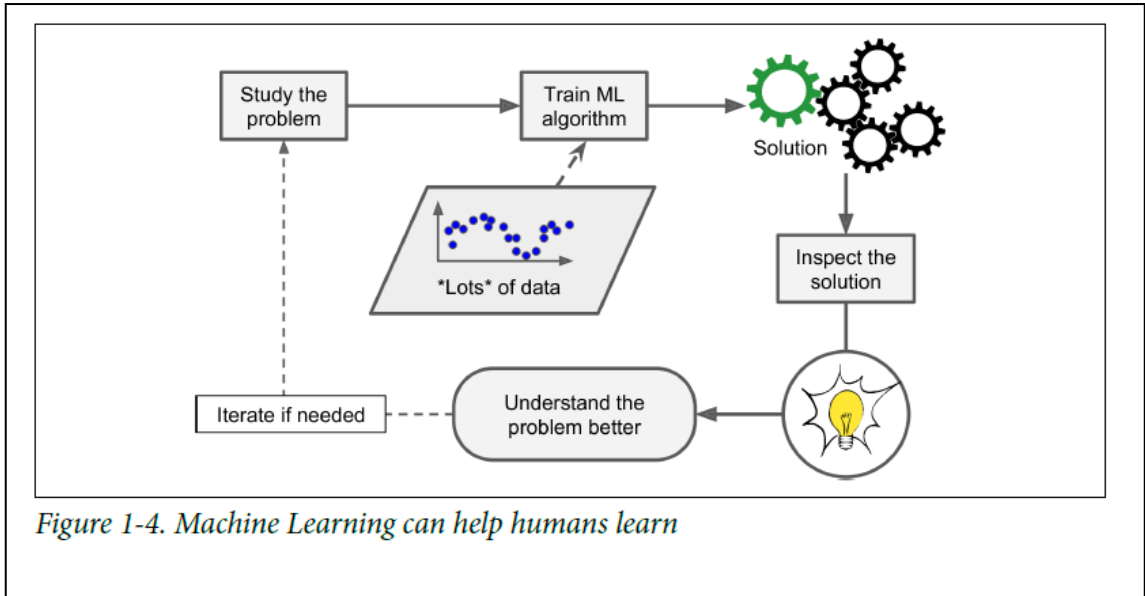 Study the
problem
Train ML
algorithm
Solution
*Lots* of data
Inspect the
solution
Understand the
problem better
Iterate if needed
Figure 1-4. Machine Learning can help humans learn